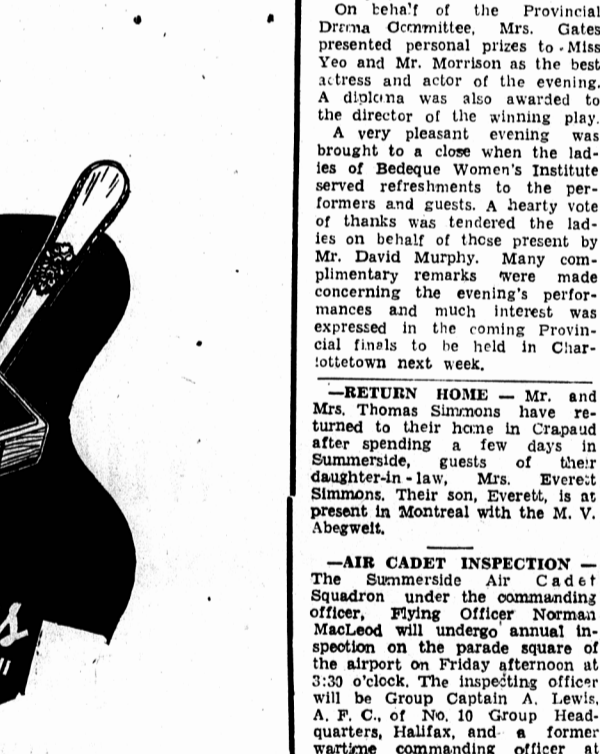 On behalf of the Provincial
Drama Committee, Mrs. Gates
presented personal prizes to Miss
Yeo and Mr. Morrison as the best
actress and actor of the evening.
A diploma was also awarded to
the director of the winning play.
A very pleasant evening was
brought to a close when the lad-
ies of Bedeque Women's Institute
served refreshments to the per-
formers and guests. A hearty vote
of thanks was tendered the lad-
ies on behalf of those present by
Mr. David Murphy. Many com-
plimentary remarks were made
concerning the evening's perfor-
mances and much interest was
expressed in the coming Provin-
cial finals to be held in Char-
lottetown next week.
—RETURN HOME — Mr. and
Mrs. Thomas Simmons have re-
turned to their home in Crapaud
after spending a few days in
Summerside, guests of their
daughter-in-law, Mrs. Everett
Simmons. Their son, Everett, is at
present in Montreal with the M. V.
Abegweit.
—AIR CADET INSPECTION —
The Summerside Air Cadet
Squadron under the commanding
officer, Flying Officer Norman
MacLeod will undergo annual in-
spection on the parade square of
the airport on Friday afternoon at
3:30 o'clock. The inspecting officer
will be Group Captain A. Lewis,
A. F. C., of No. 10 Group Head-
quarters, Halifax, and a former
wartime commanding officer at